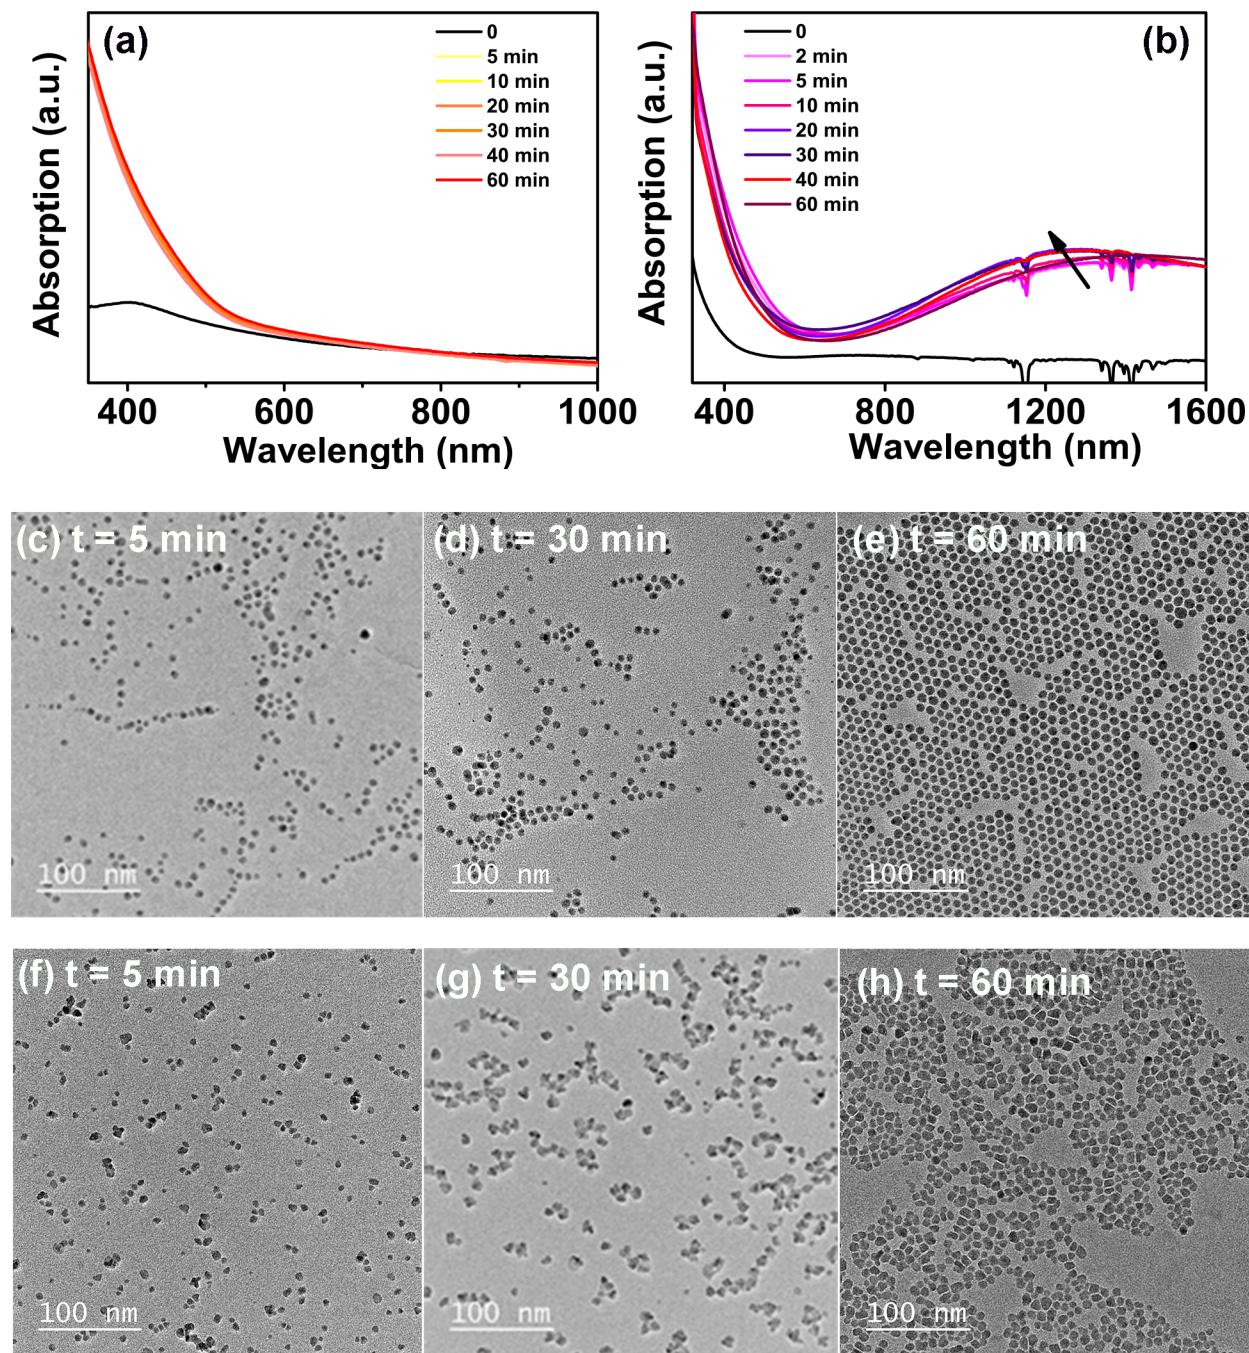 (a)
0
5 min
10 min
20 min
30 min
40 min
60 min
Absorption (a.u.)
400
600
800
1000
Wavelength (nm)
(b)
0
2 min
5 min
10 min
20 min
30 min
40 min
60 min
Absorption (a.u.)
400
800
1200
1600
Wavelength (nm)
(c) t = 5 min
100 nm
(d) t = 30 min
100 nm
(e) t = 60 min
100 nm
(f) t = 5 min
100 nm
(g) t = 30 min
100 nm
(h) t = 60 min
100 nm